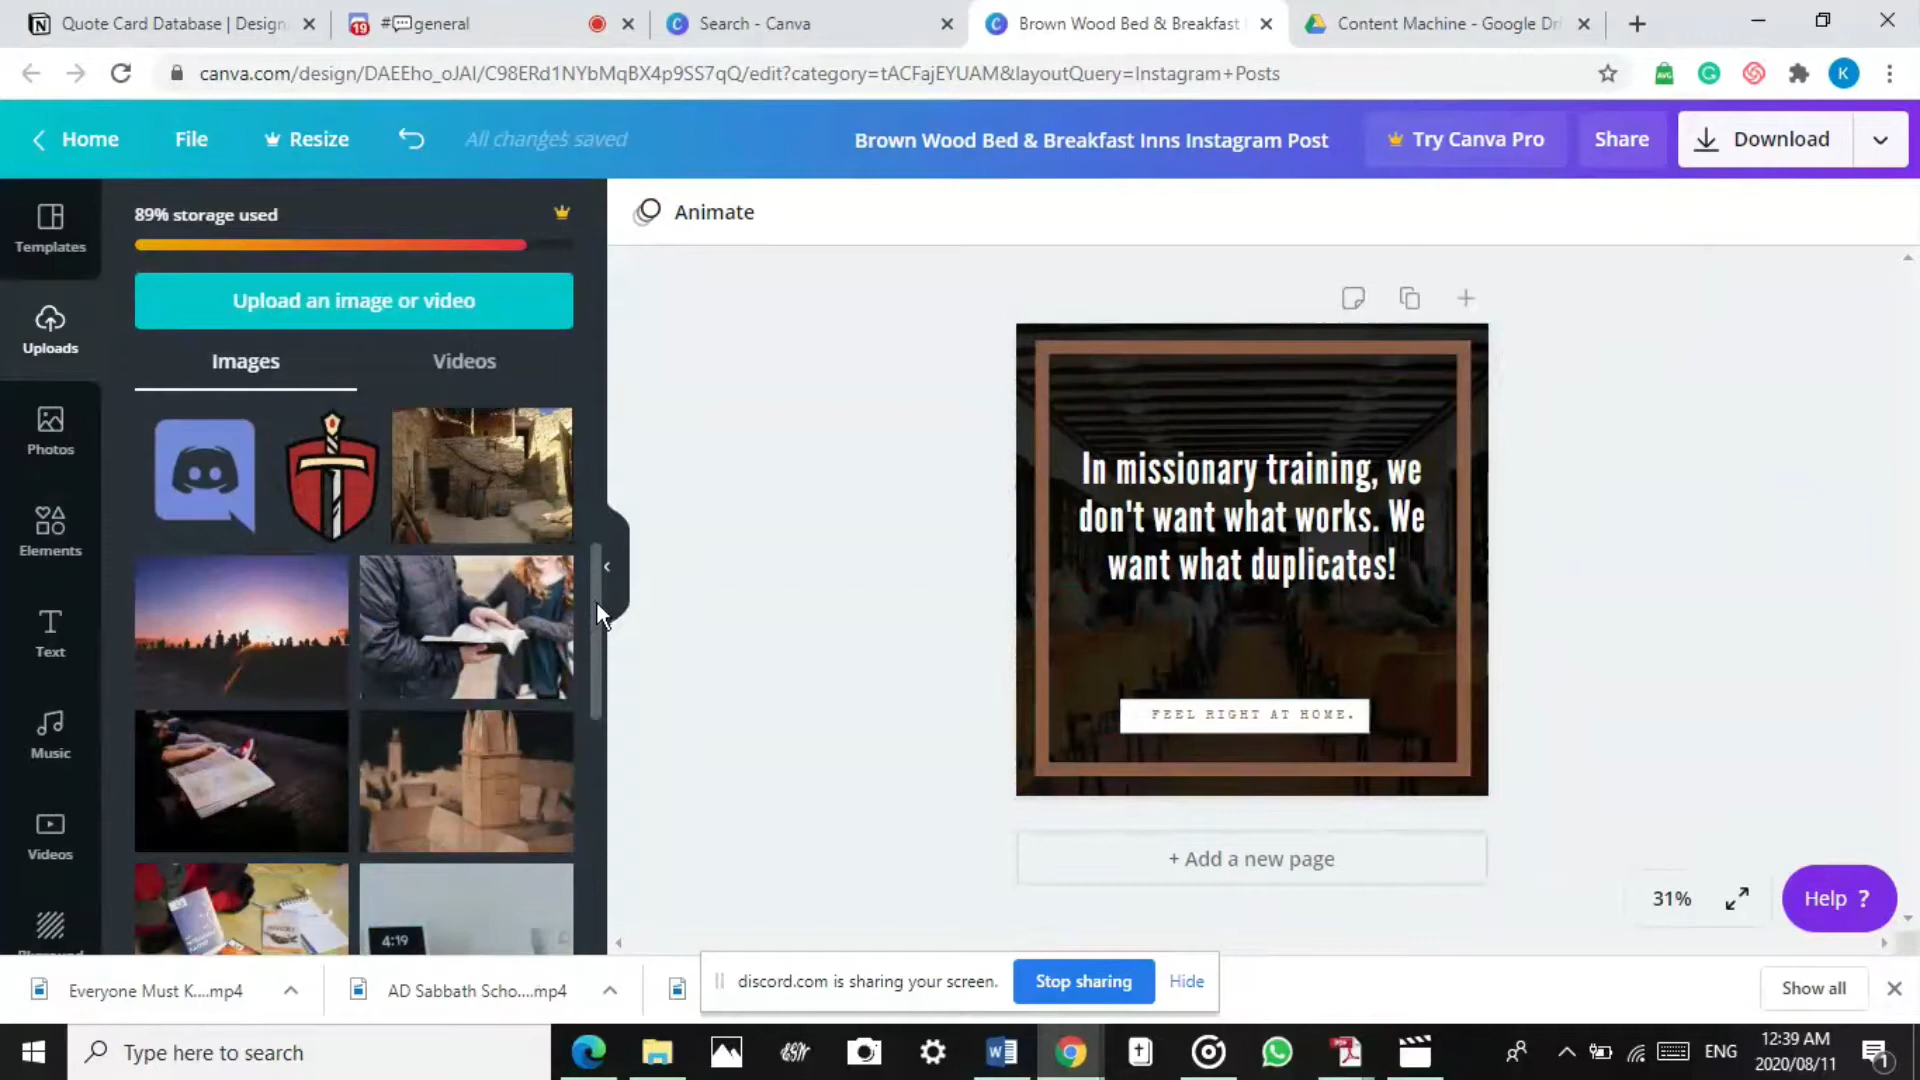 Quote Card Database | Design
19
#💬general
Search - Canva
Brown Wood Bed & Breakfast
Content Machine - Google Dri
canva.com/design/DAEEho_oJAI/C98ERd1NYbMqBX4p9SS7qQ/edit?category=tACFajEYUAM&layoutQuery=Instagram+Posts
K
Home
File
Resize
All changes saved
Brown Wood Bed & Breakfast Inns Instagram Post
Try Canva Pro
Share
Download
Templates
Uploads
Photos
Elements
Text
Music
Videos
89% storage used
Upload an image or video
Images
Videos
4:19
Animate
In missionary training, we
don't want what works. We
want what duplicates!
FEEL RIGHT AT HOME.
+ Add a new page
31%
Help ?
Everyone Must K....mp4
AD Sabbath Scho....mp4
discord.com is sharing your screen.
Stop sharing
Hide
Show all
Type here to search
ENG
12:39 AM
2020/08/11
1